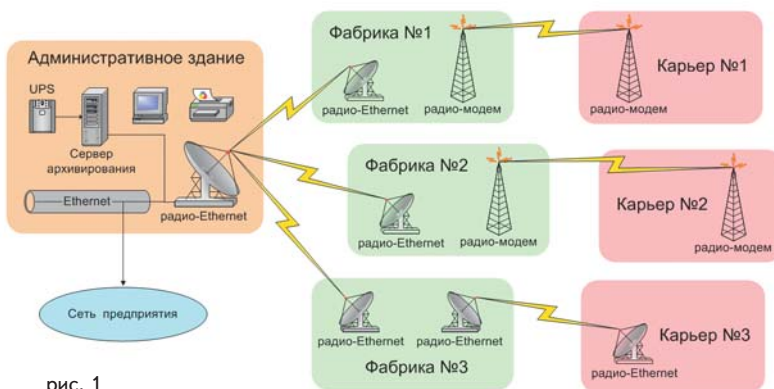 Административное здание
UPS
Сервер
архивирования
Ethernet
радио-Ethernet
Сеть предприятия
Фабрика №1
радио-Ethernet
радио-модем
Карьер №1
радио-модем
Фабрика №2
радио-Ethernet
радио-модем
Карьер №2
радио-модем
радио-Ethernet
радио-Ethernet
Фабрика №3
Карьер №3
радио-Ethernet
рис. 1